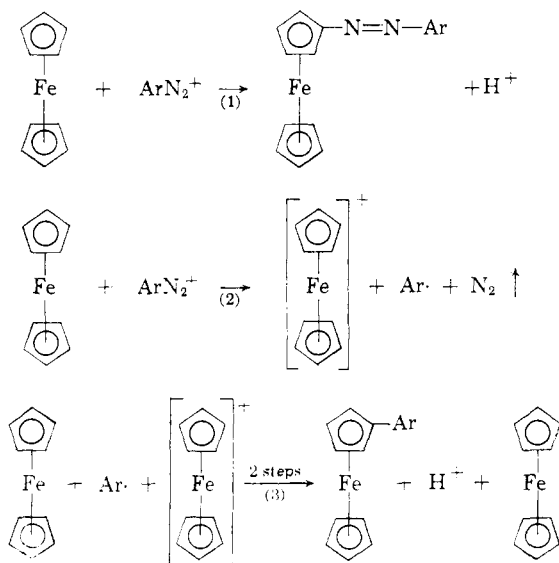 Fe + ArN₂⁺ →(1) N=N—Ar Fe + H⁺
Fe + ArN₂⁺ →(2) [Fe]⁺ + Ar· + N₂ ↑
Fe + Ar· + [Fe]⁺ 2 steps →(3) Ar Fe + H⁺ + Fe